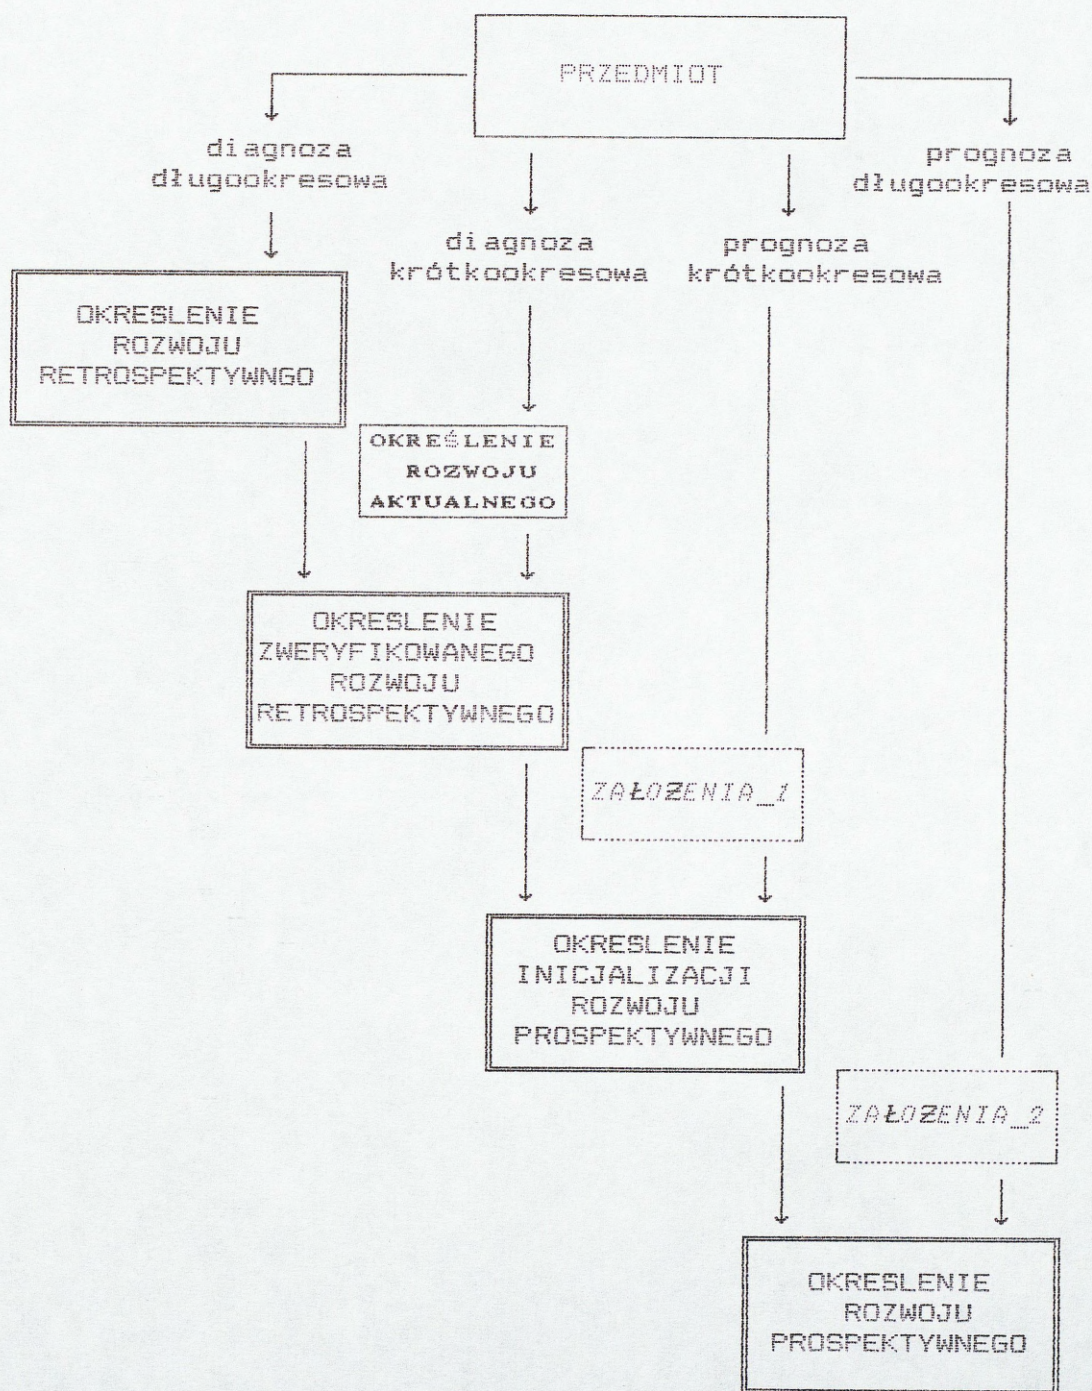 PRZEDMIOT
diagnoza
długookresowa
prognoza
długookresowa
diagnoza
krótkookresowa
prognoza
krótkookresowa
OKRESLENIE
ROZWOJU
RETROSPEKTYWNGO
OKREŚLENIE
ROZWOJU
AKTUALNEGO
OKRESLENIE
ZWERYFIKOWANEGO
ROZWOJU
RETROSPEKTYWNEGO
ZAŁOŻENIA_1
OKRESLENIE
INICJALIZACJI
ROZWOJU
PROSPEKTYWNEGO
ZAŁOŻENIA_2
OKRESLENIE
ROZWOJU
PROSPEKTYWNEGO